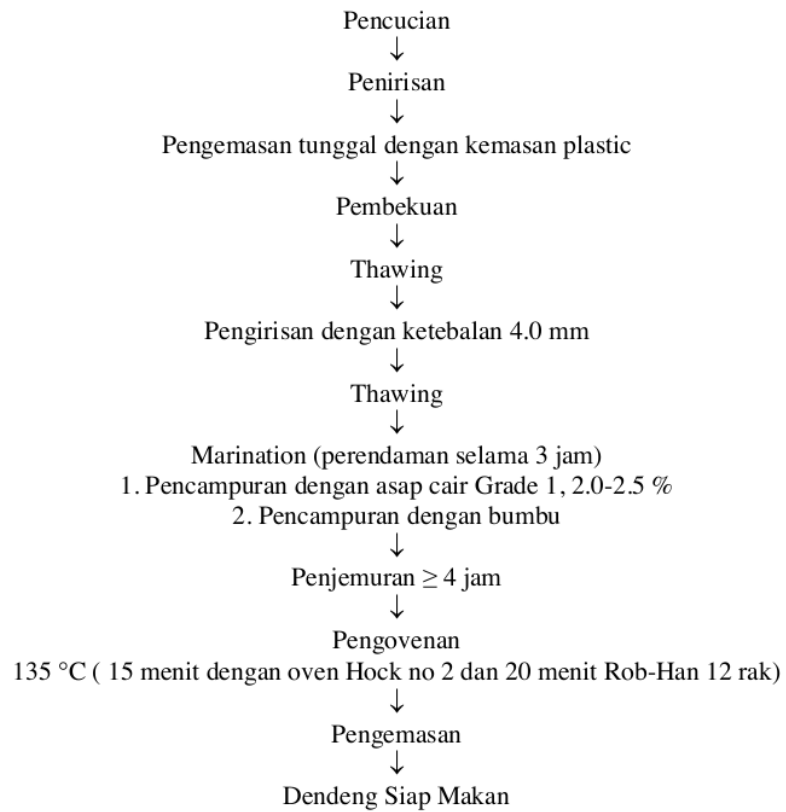 Pencucian
↓
Penirisan
↓
Pengemasan tunggal dengan kemasan plastic
↓
Pembekuan
↓
Thawing
↓
Pengirisan dengan ketebalan 4.0 mm
↓
Thawing
↓
Marination (perendaman selama 3 jam)
1. Pencampuran dengan asap cair Grade 1, 2.0-2.5 %
2. Pencampuran dengan bumbu
↓
Penjemuran ≥ 4 jam
↓
Pengovenan
135 °C ( 15 menit dengan oven Hock no 2 dan 20 menit Rob-Han 12 rak)
↓
Pengemasan
↓
Dendeng Siap Makan